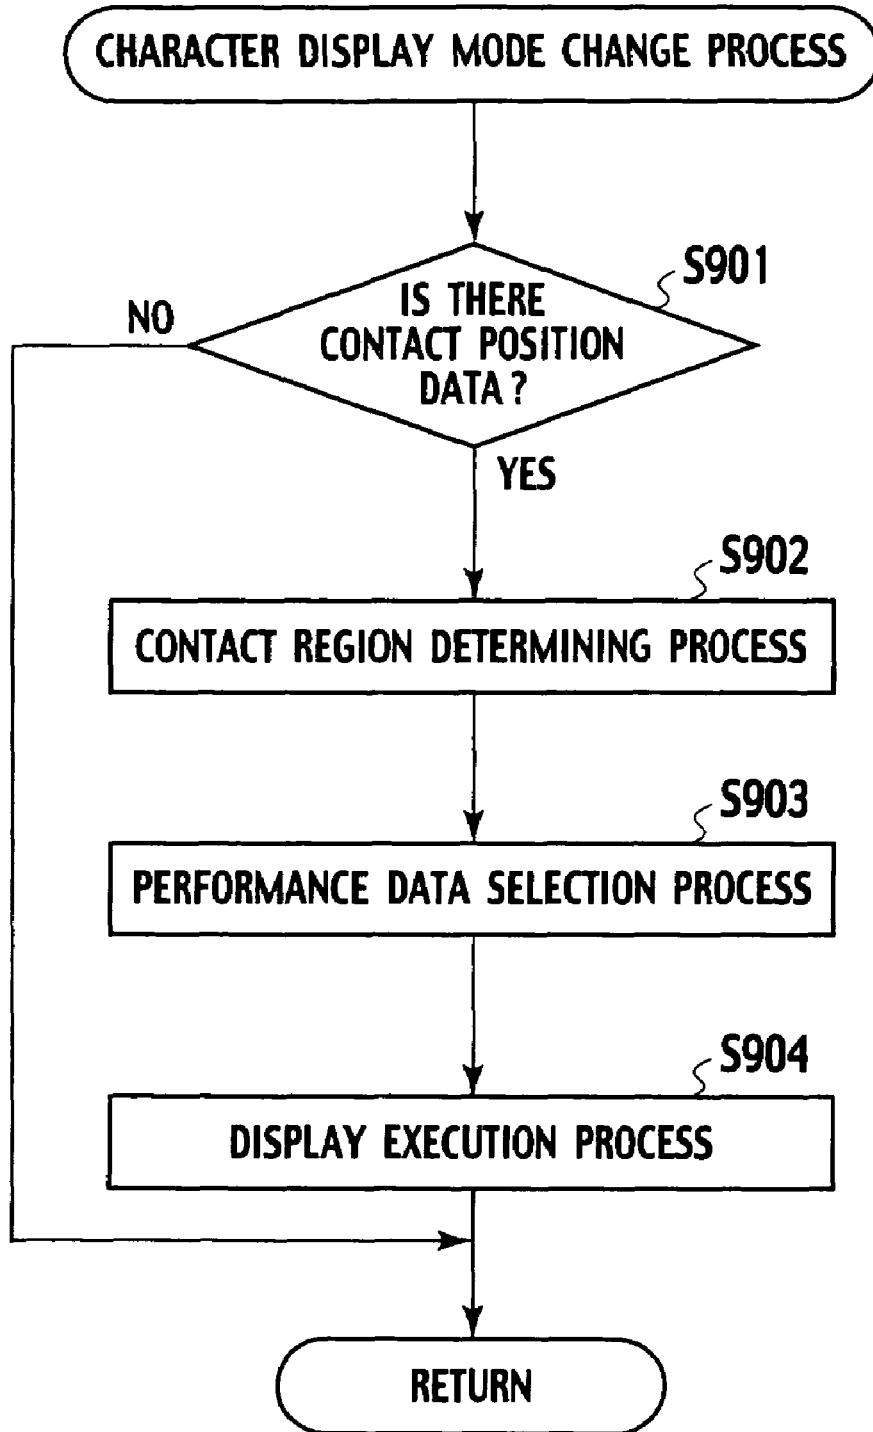 CHARACTER DISPLAY MODE CHANGE PROCESS
S901
IS THERE
CONTACT POSITION
DATA?
NO
YES
S902
CONTACT REGION DETERMINING PROCESS
S903
PERFORMANCE DATA SELECTION PROCESS
S904
DISPLAY EXECUTION PROCESS
RETURN